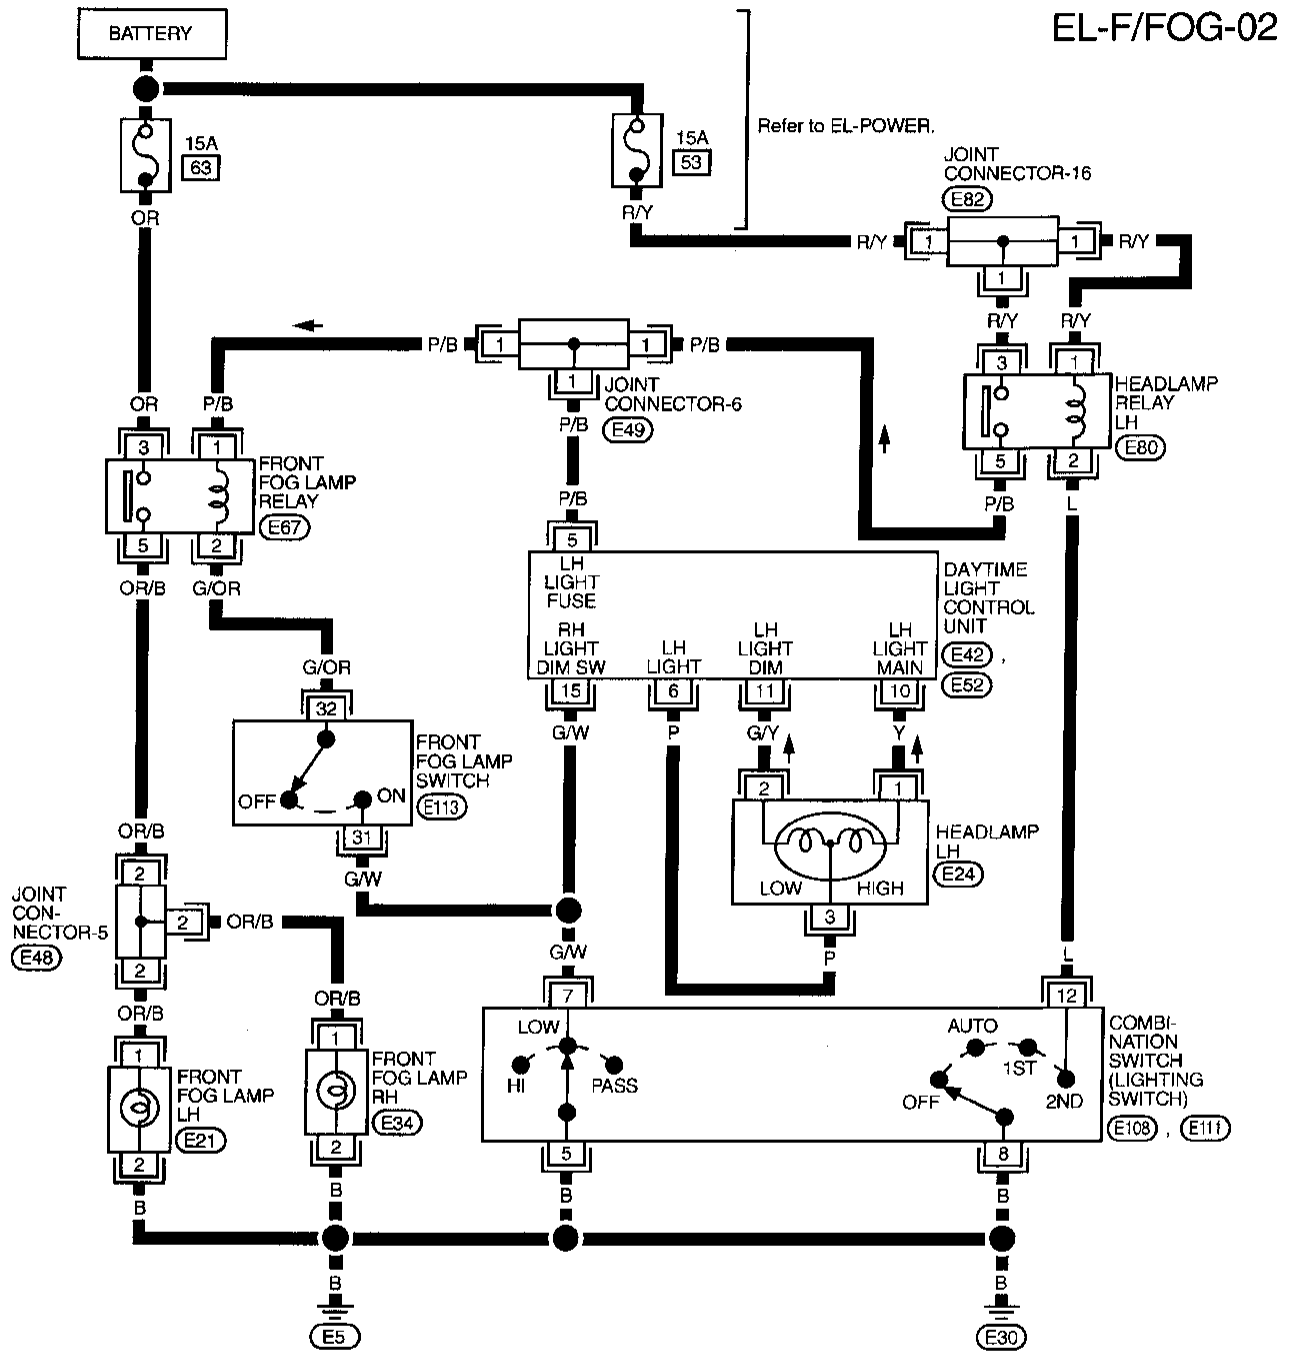 EL-F/FOG-02
BATTERY
15A
63
15A
53
Refer to EL-POWER.
OR
R/Y
JOINT
CONNECTOR-16
E82
R/Y
1
1
R/Y
1
R/Y
R/Y
P/B
1
1
P/B
1
JOINT
CONNECTOR-6
E49
P/B
3
1
HEADLAMP
RELAY
LH
E80
5
2
P/B
L
OR
P/B
3
1
FRONT
FOG LAMP
RELAY
E67
5
2
OR/B
G/OR
P/B
5
LH
LIGHT
FUSE
RH
LIGHT
DIM SW
LH
LIGHT
LH
LIGHT
DIM
LH
LIGHT
MAIN
DAYTIME
LIGHT
CONTROL
UNIT
E42 ,
E52
15
6
11
10
G/W
P
G/Y
Y
G/OR
32
FRONT
FOG LAMP
SWITCH
E113
OFF
ON
31
G/W
2
1
HEADLAMP
LH
E24
LOW
HIGH
3
P
OR/B
2
JOINT
CON-
NECTOR-5
E48
2
OR/B
2
OR/B
OR/B
G/W
L
7
12
LOW
HI
PASS
AUTO
1ST
OFF
2ND
COMBI-
NATION
SWITCH
(LIGHTING
SWITCH)
E108 , E111
5
8
1
FRONT
FOG LAMP
LH
E21
2
1
FRONT
FOG LAMP
RH
E34
2
B
B
B
B
B
B
E5
E30